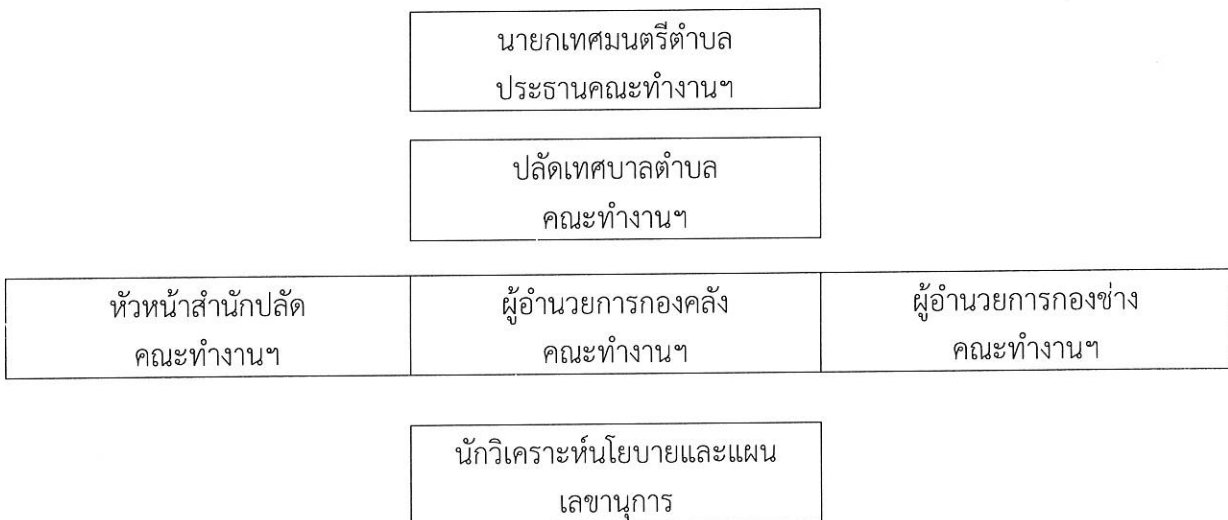 นายกเทศมนตรีตำบล
ประธานคณะทำงานฯ
ปลัดเทศบาลตำบล
คณะทำงานฯ
หัวหน้าสำนักปลัด
คณะทำงานฯ
ผู้อำนวยการกองคลัง
คณะทำงานฯ
ผู้อำนวยการกองช่าง
คณะทำงานฯ
นักวิเคราะห์นโยบายและแผน
เลขานุการ